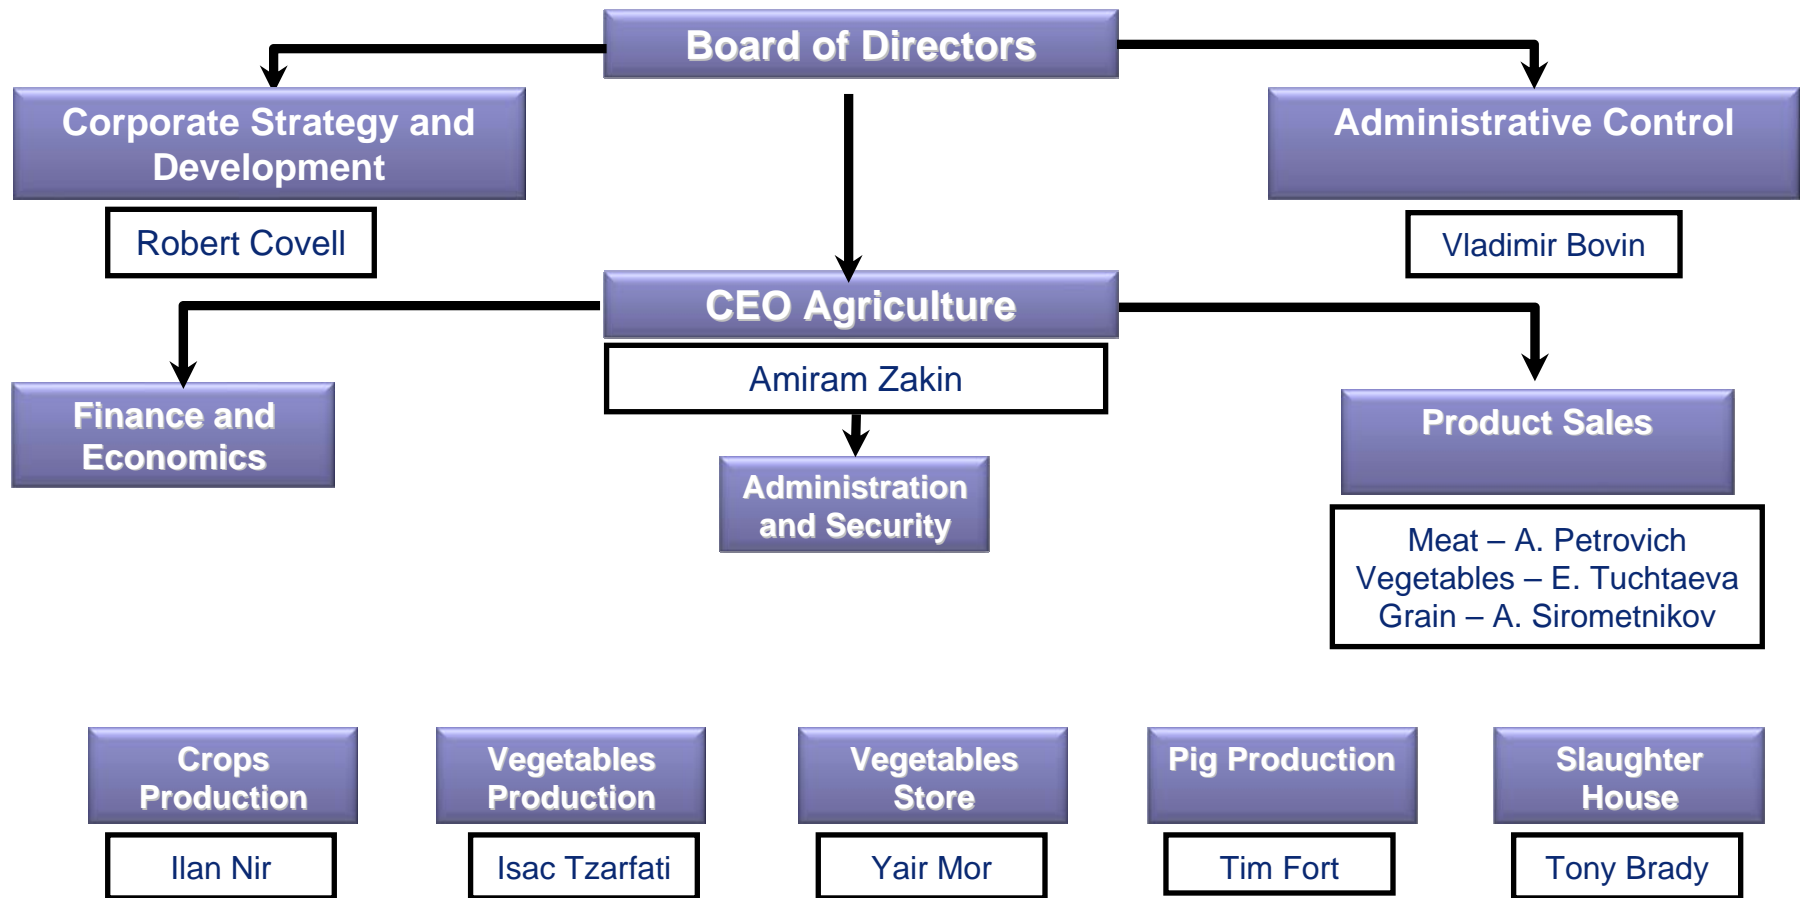 Board of Directors
Corporate Strategy and
Development
Administrative Control
Robert Covell
Vladimir Bovin
CEO Agriculture
Amiram Zakin
Finance and
Economics
Product Sales
Administration
and Security
Meat – A. Petrovich
Vegetables – E. Tuchtaeva
Grain – A. Sirometnikov
Crops
Production
Vegetables
Production
Vegetables
Store
Pig Production
Slaughter
House
Ilan Nir
Isac Tzarfati
Yair Mor
Tim Fort
Tony Brady